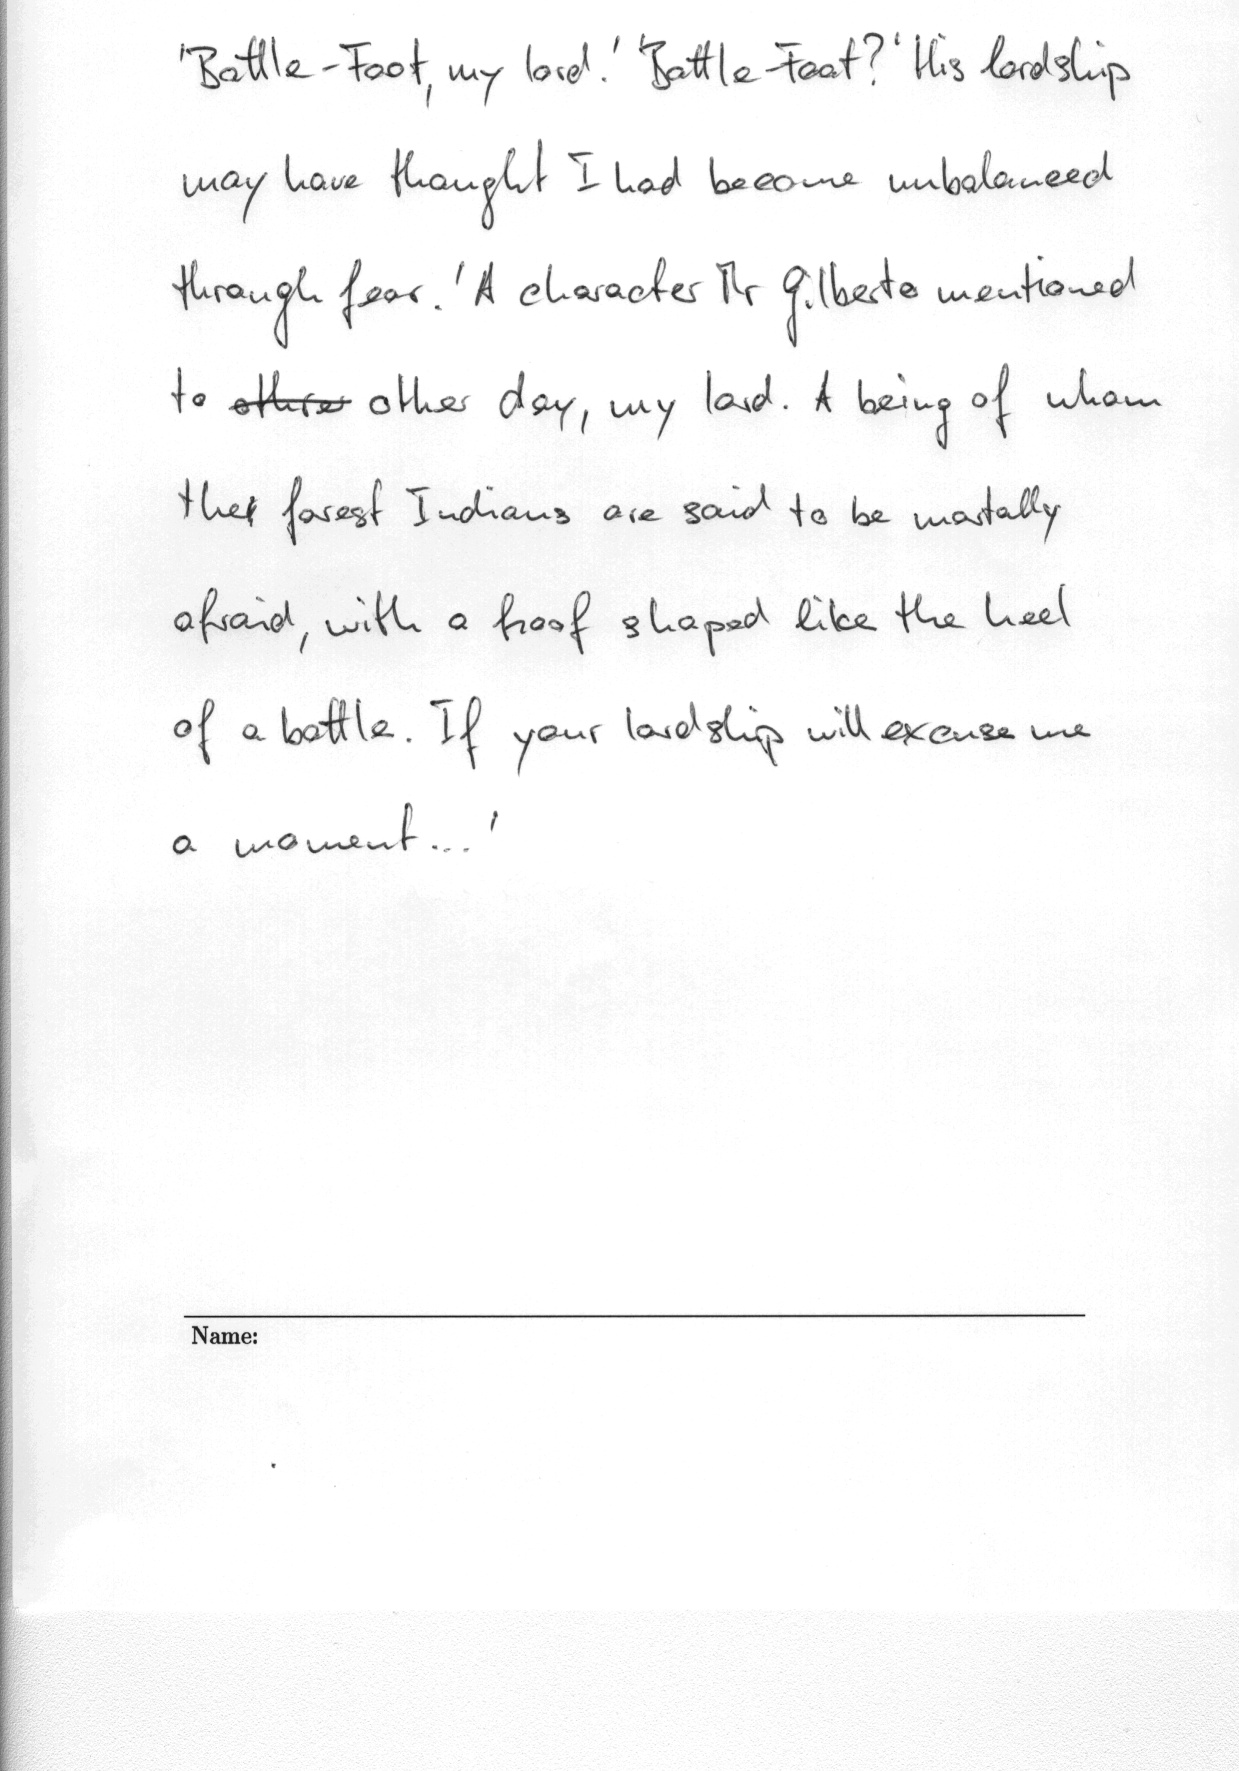 'Bottle-Foot, my lord.' 'Bottle-Foot?' His lordship
may have thought I had become unbalanced
through fear. 'A character Mr Gilberto mentioned
to other other day, my lord. A being of whom
the forest Indians are said to be mortally
afraid, with a hoof shaped like the heel
of a bottle. If your lordship will excuse me
a moment...'
Name: